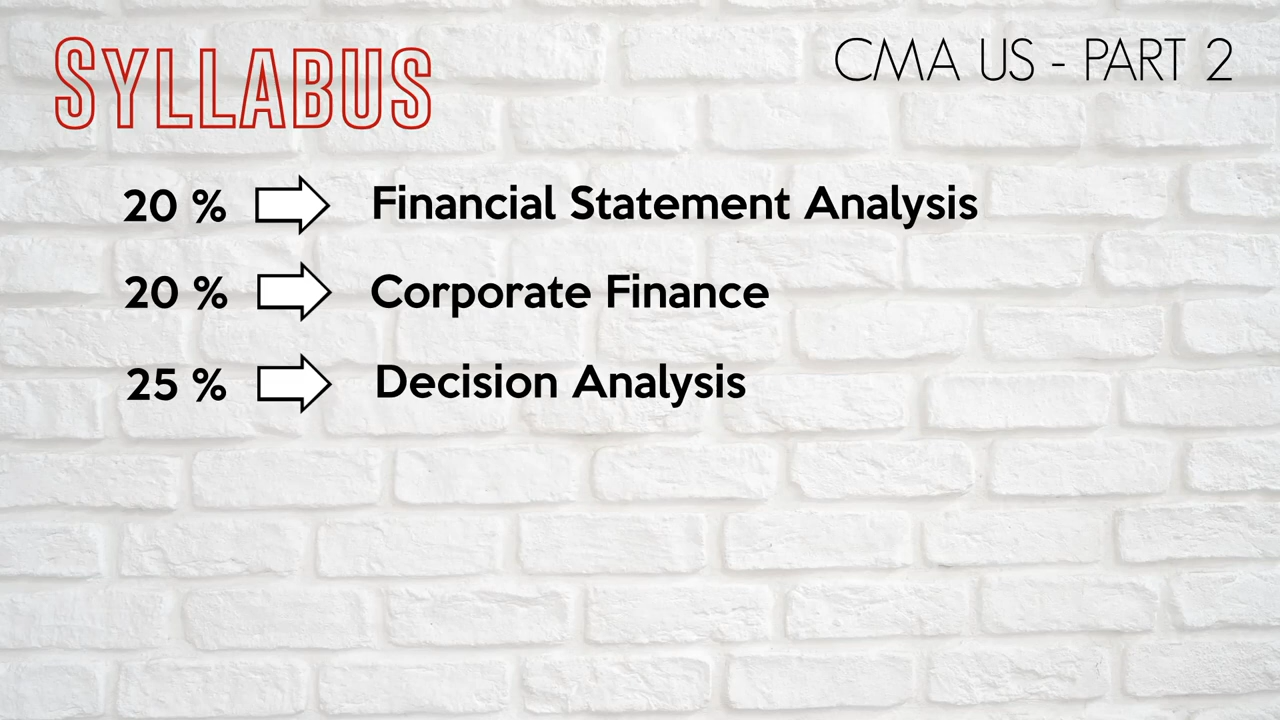 SYLLABUS
CMA US - PART 2
20 % Financial Statement Analysis
20 % Corporate Finance
25 % Decision Analysis